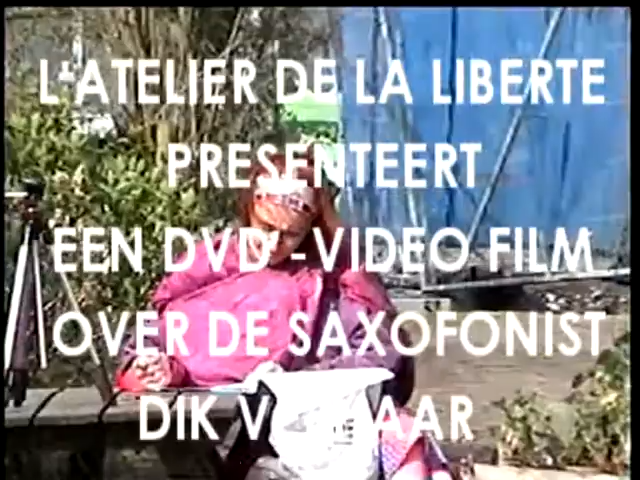 L'ATELIER DE LA LIBERTE
PRESENTEERT
EEN DVD -VIDEO FILM
OVER DE SAXOFONIST
DIK